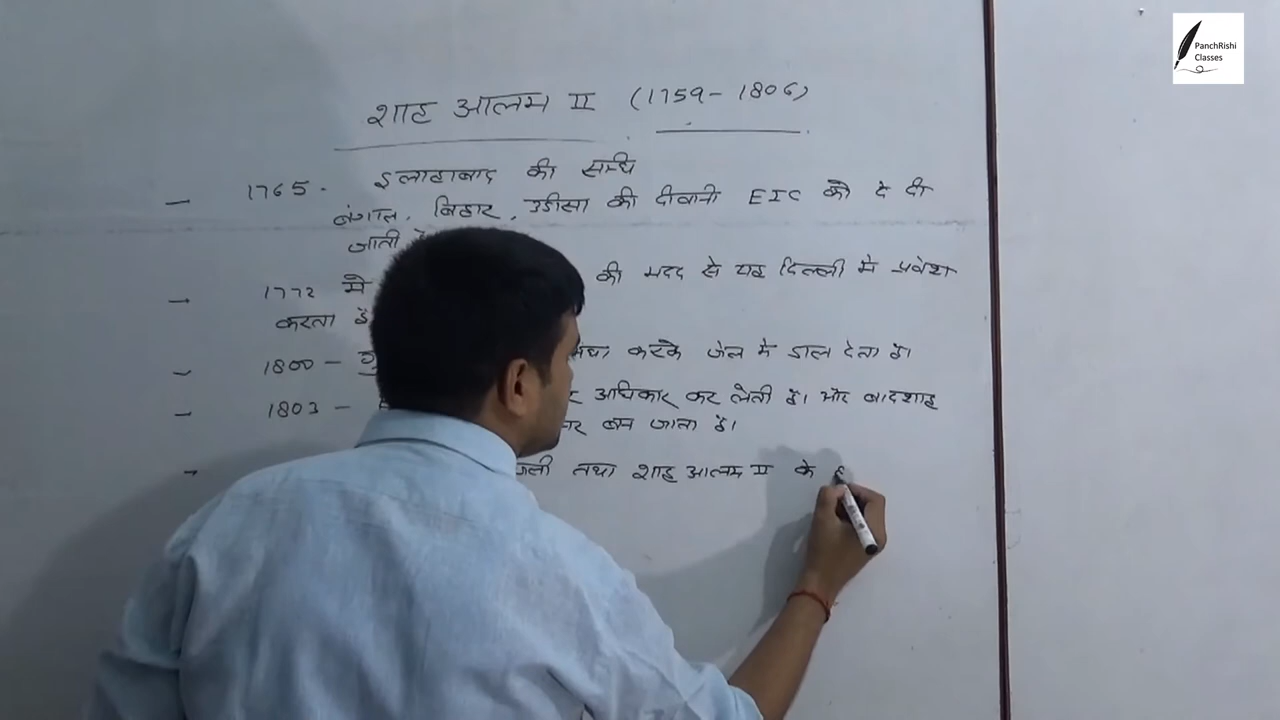 PanchRishi
Classes
शाह आलम II (1759-1806)
- 1765. इलाहाबाद की सन्धि
बंगाल, बिहार, उडीसा की दीवानी EIC को दे दी
जाती
- 1772 में की मदद से यह दिल्ली में प्रवेश
करता है
- 1800 - करके जेल में डाल देता है।
- 1803 - अधिकार कर लेती है। और बादशाह
बन जाता है।
- तथा शाह आलम II के